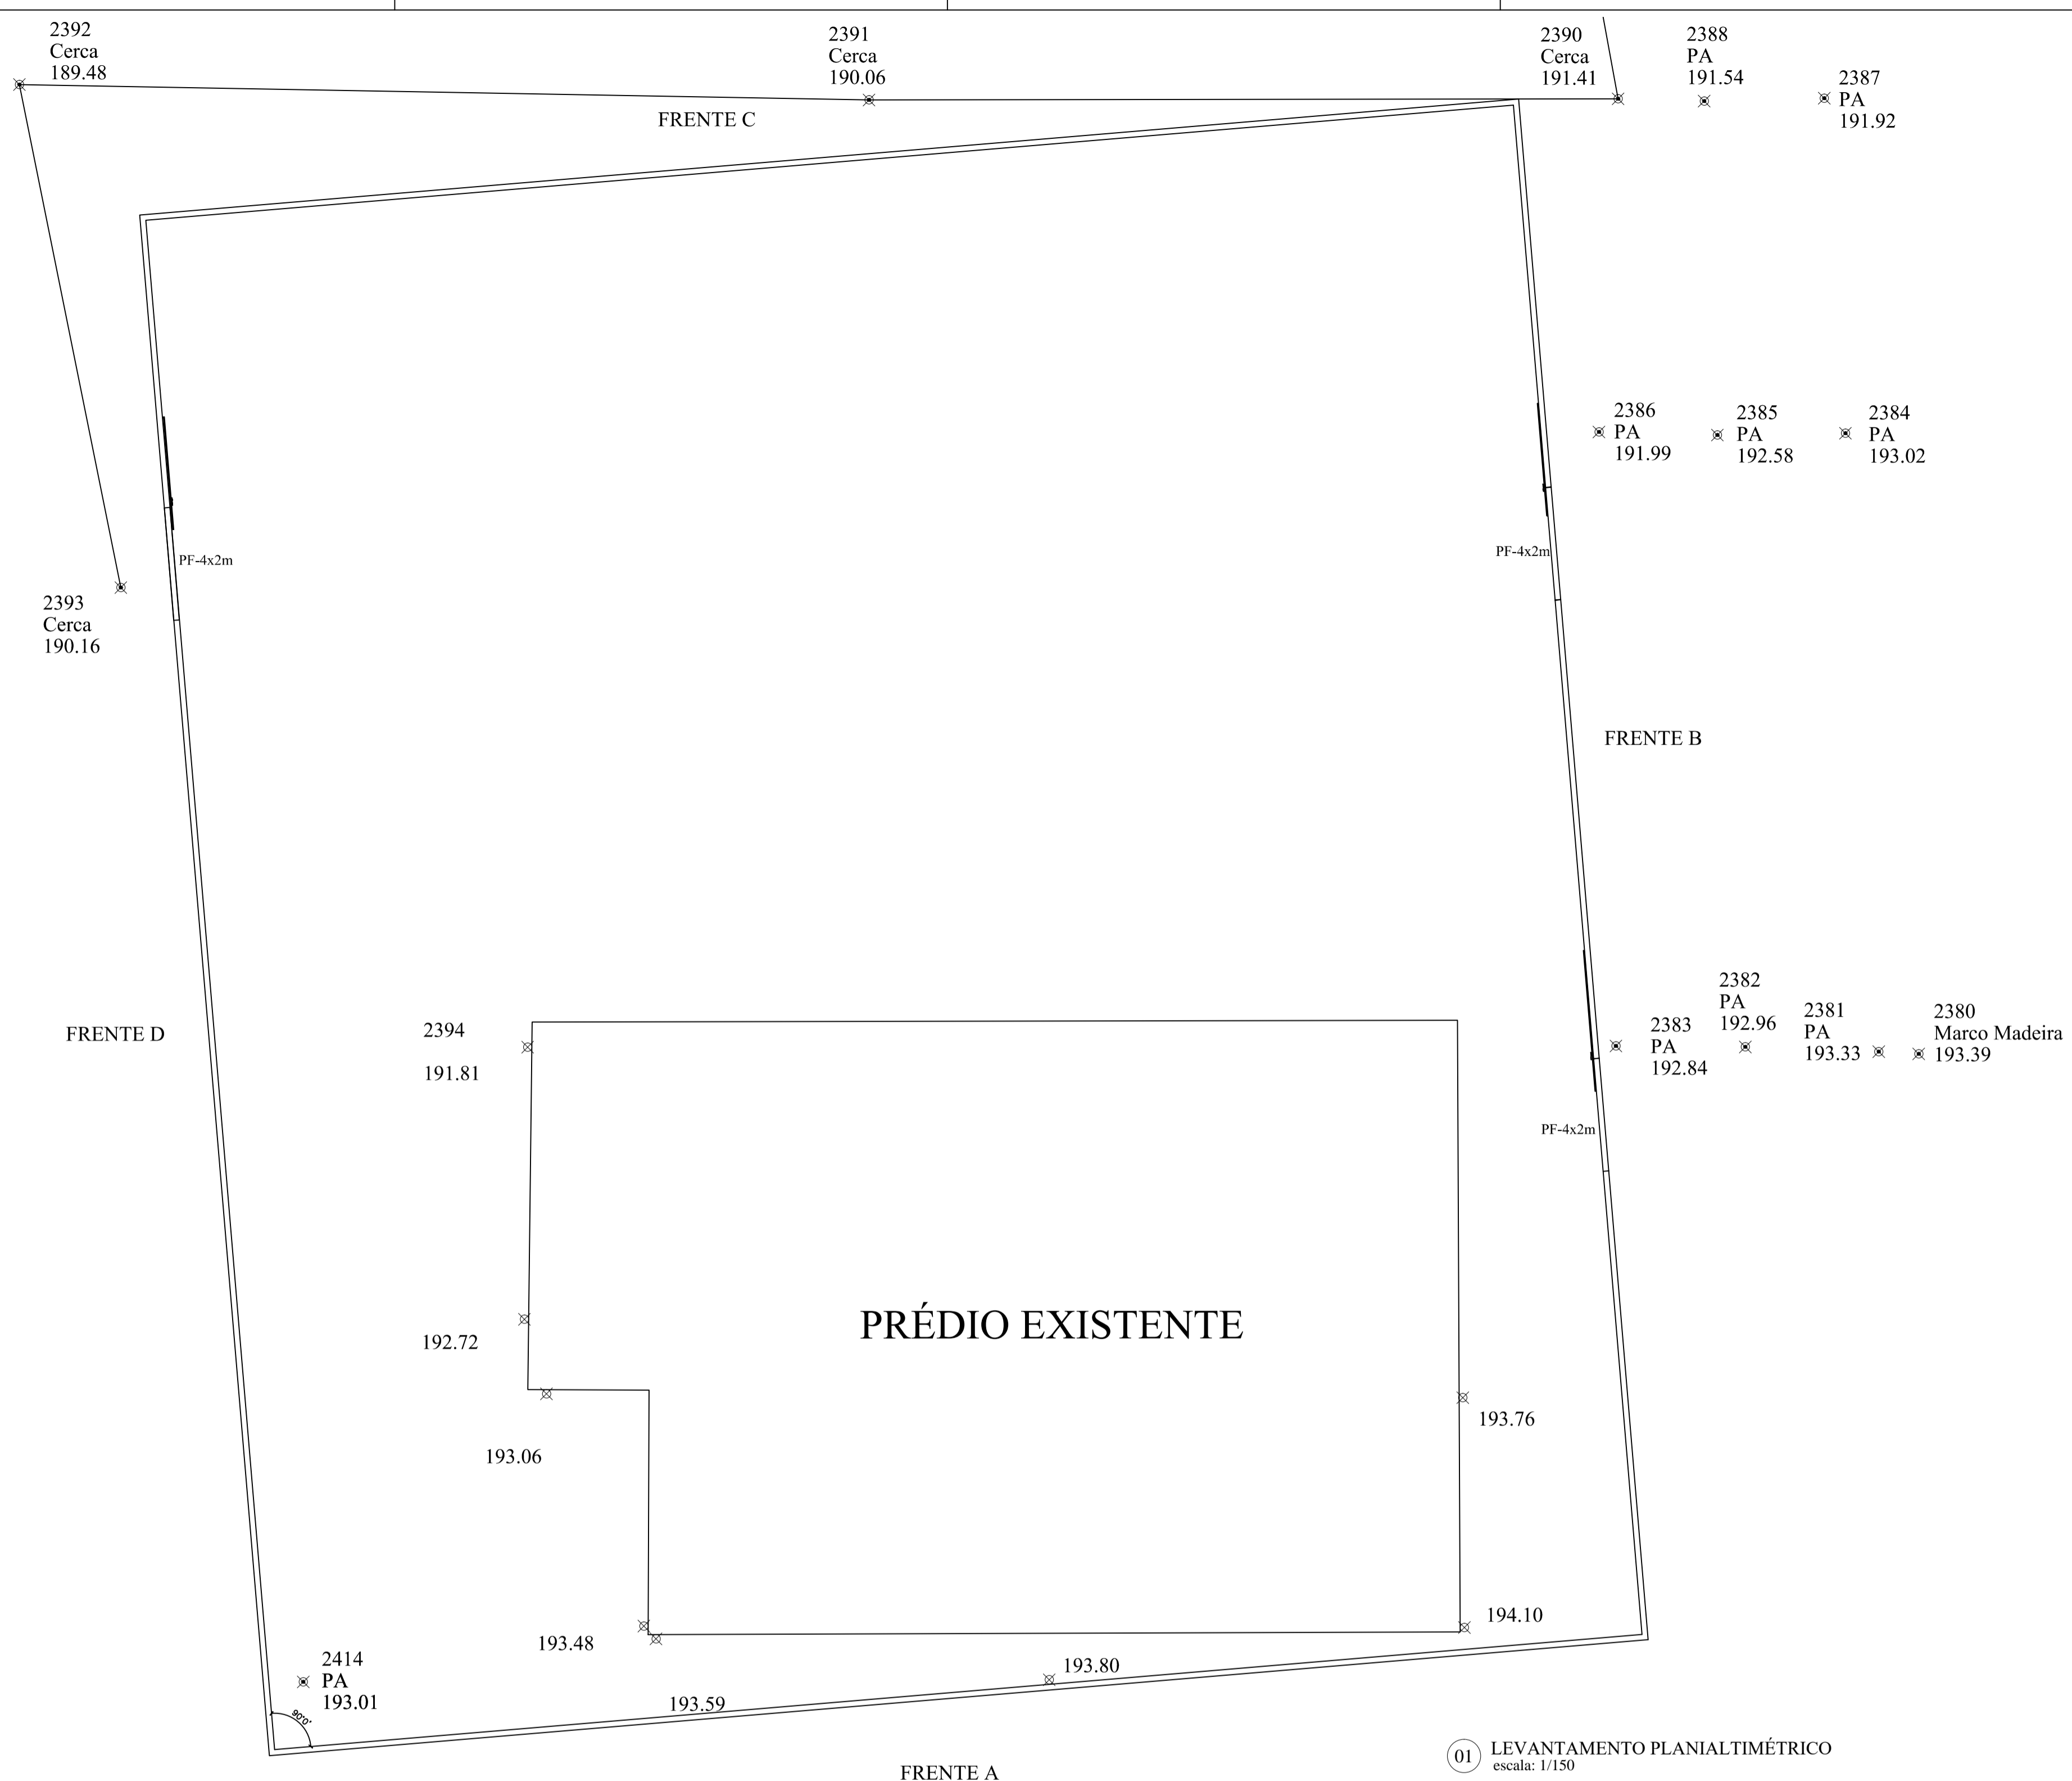 2392
Cerca
189.48
2391
Cerca
190.06
2390
Cerca
191.41
2388
PA
191.54
2387
PA
191.92
FRENTE C
2386
PA
191.99
2385
PA
192.58
2384
PA
193.02
PF-4x2m
PF-4x2m
2393
Cerca
190.16
FRENTE B
FRENTE D
2394
191.81
2383
PA
192.84
2382
PA
192.96
2381
PA
193.33
2380
Marco Madeira
193.39
PF-4x2m
PRÉDIO EXISTENTE
192.72
193.06
193.76
193.48
194.10
2414
PA
193.01
193.80
193.59
90.0°
FRENTE A
01
LEVANTAMENTO PLANIALTIMÉTRICO
escala: 1/150